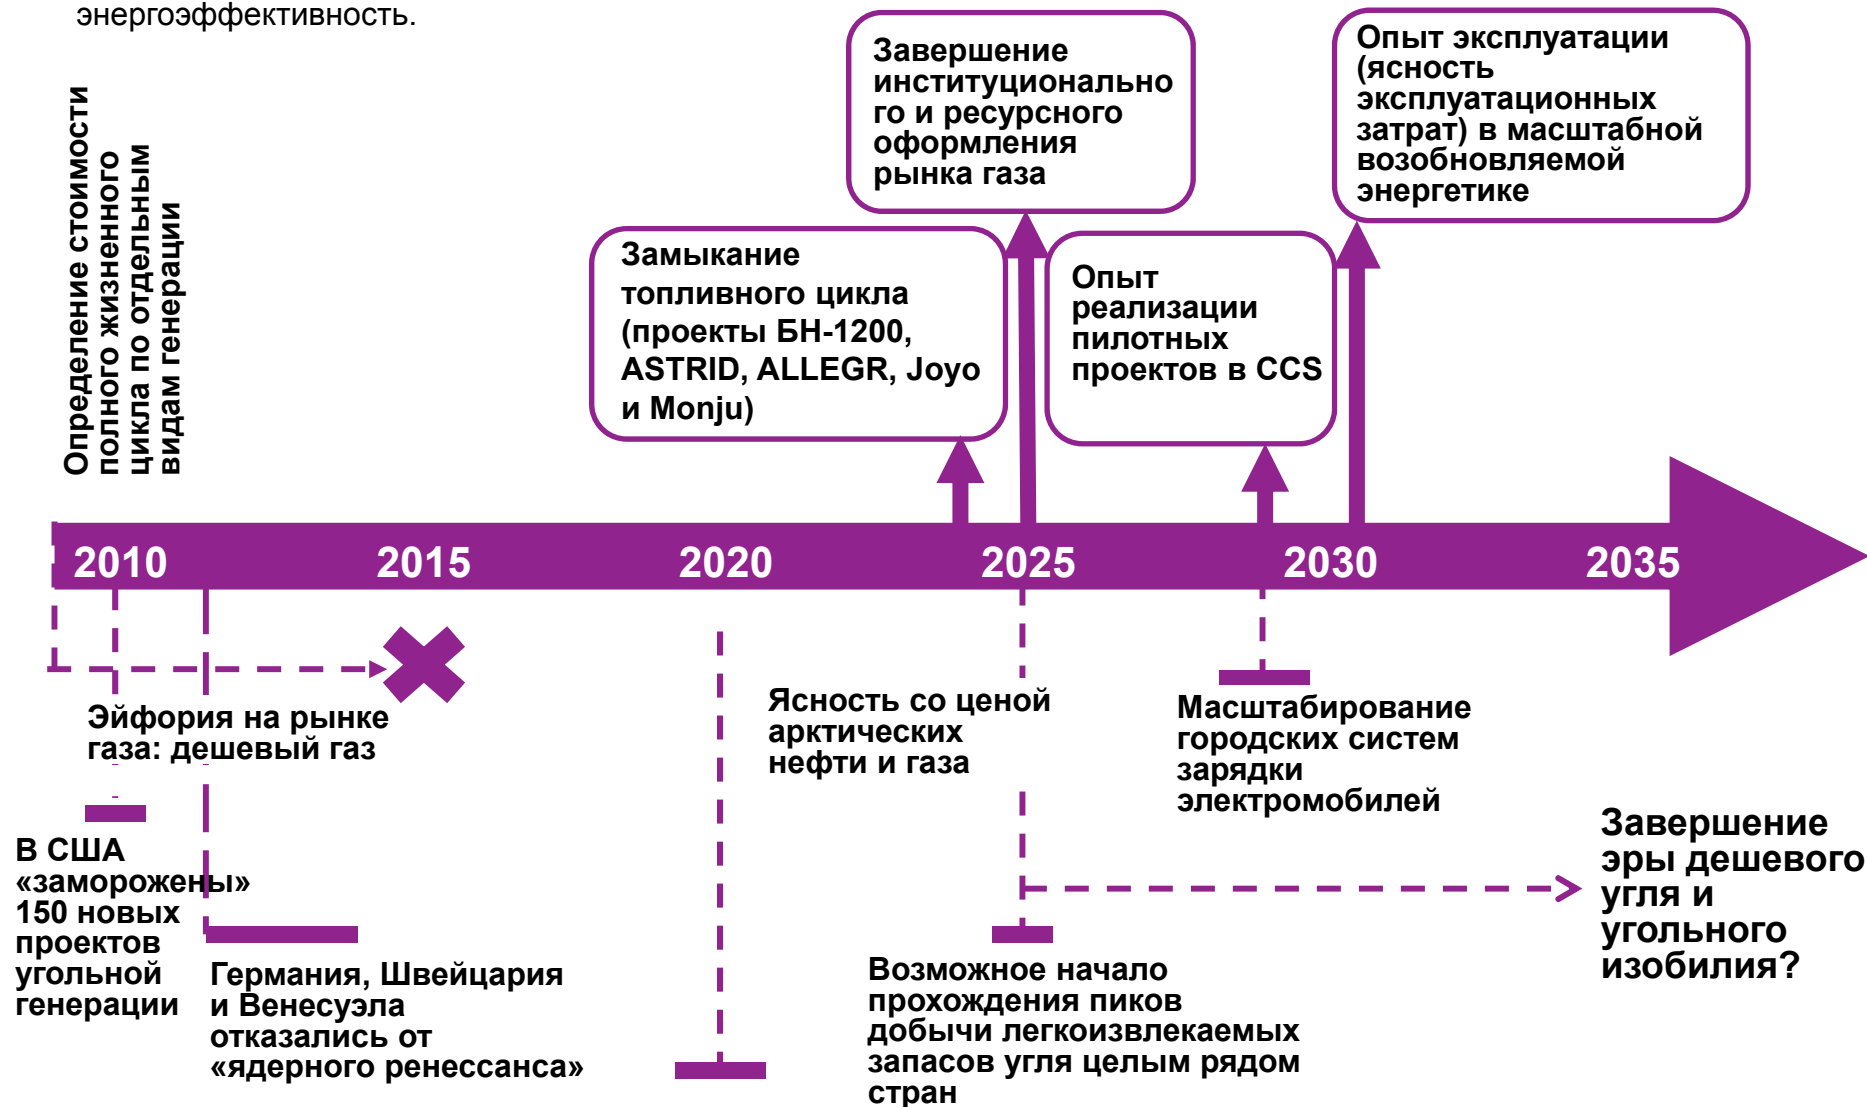 энергоэффективность.
Определение стоимости
полного жизненного
цикла по отдельным
видам генерации
Завершение
институционально
го и ресурсного
оформления
рынка газа
Опыт эксплуатации
(ясность
эксплуатационных
затрат) в масштабной
возобновляемой
энергетике
Замыкание
топливного цикла
(проекты БН-1200,
ASTRID, ALLEGR, Joyo
и Monju)
Опыт
реализации
пилотных
проектов в CCS
2010 2015 2020 2025 2030 2035
Эйфория на рынке
газа: дешевый газ
Ясность со ценой
арктических
нефти и газа
Масштабирование
городских систем
зарядки
электромобилей
В США
«заморожены»
150 новых
проектов
угольной
генерации
Германия, Швейцария
и Венесуэла
отказались от
«ядерного ренессанса»
Возможное начало
прохождения пиков
добычи легкоизвлекаемых
запасов угля целым рядом
стран
Завершение
эры дешевого
угля и
угольного
изобилия?